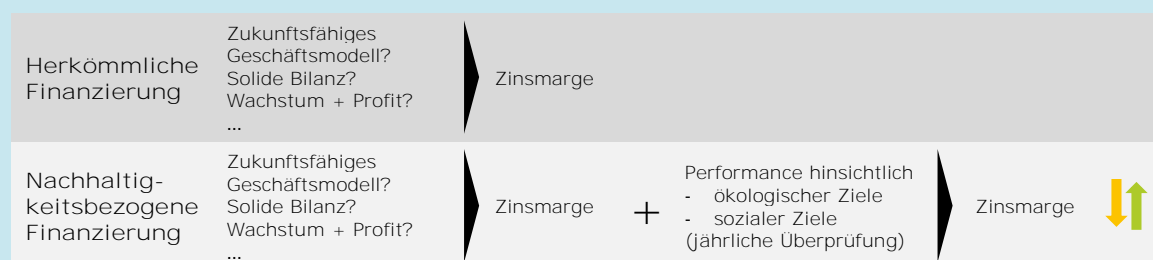 Herkömmliche
Finanzierung
Zukunftsfähiges
Geschäftsmodell?
Solide Bilanz?
Wachstum + Profit?
...
Zinsmarge
Nachhaltig-
keitsbezogene
Finanzierung
Zukunftsfähiges
Geschäftsmodell?
Solide Bilanz?
Wachstum + Profit?
...
Zinsmarge
+
Performance hinsichtlich
- ökologischer Ziele
- sozialer Ziele
(jährliche Überprüfung)
Zinsmarge